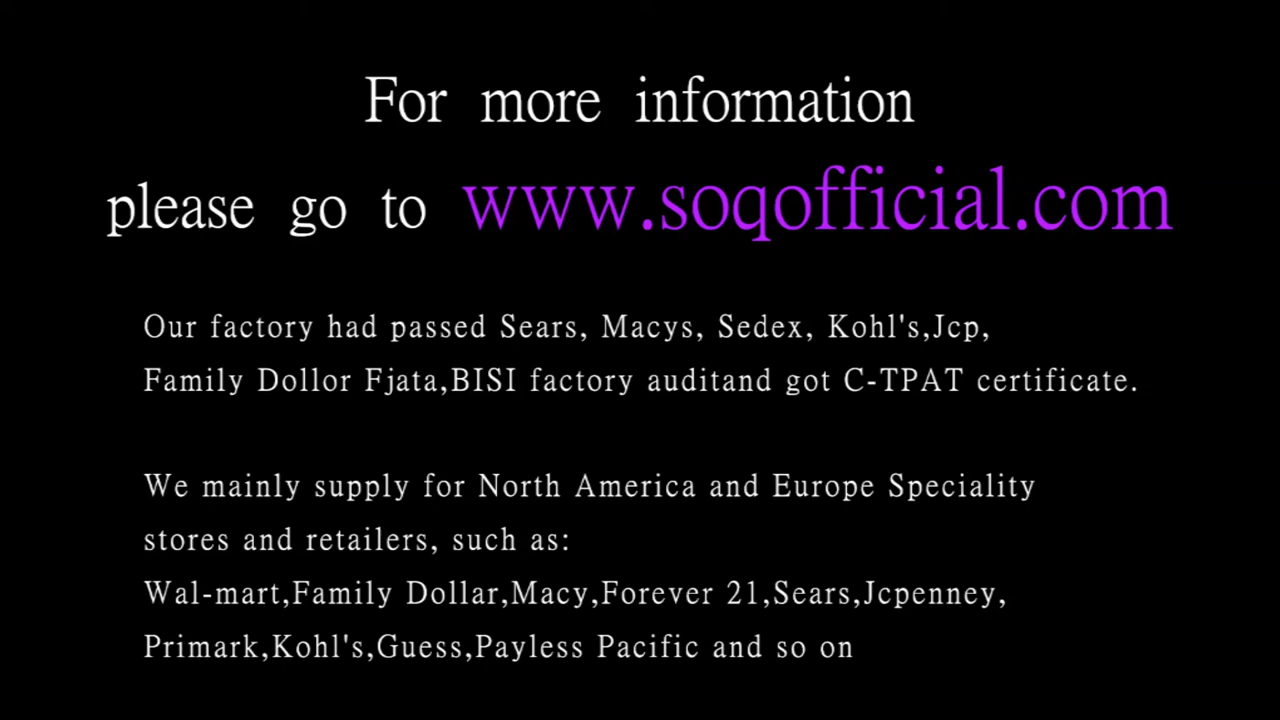 For more information
please go to www.soqofficial.com
Our factory had passed Sears, Macys, Sedex, Kohl's,Jcp,
Family Dollor Fjata,BISI factory auditand got C-TPAT certificate.
We mainly supply for North America and Europe Speciality
stores and retailers, such as:
Wal-mart,Family Dollar,Macy,Forever 21,Sears,Jcpenney,
Primark,Kohl's,Guess,Payless Pacific and so on